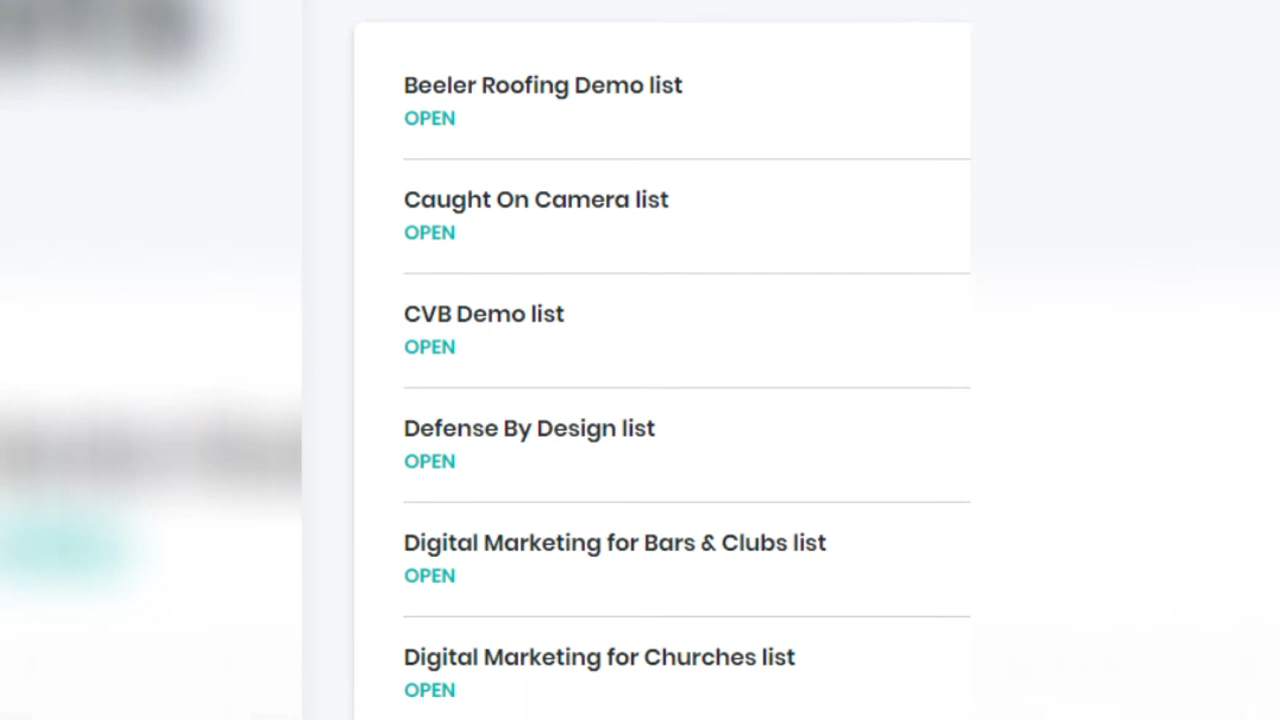 Beeler Roofing Demo list
OPEN
Caught On Camera list
OPEN
CVB Demo list
OPEN
Defense By Design list
OPEN
Digital Marketing for Bars & Clubs list
OPEN
Digital Marketing for Churches list
OPEN